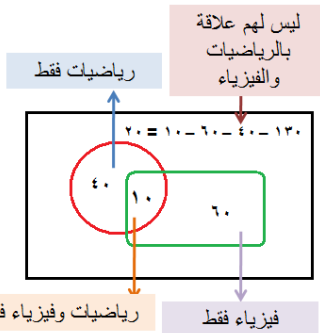 ليس لهم علاقة
بالرياضيات
والفيزياء
رياضيات فقط
١٣٠ – ٤٠ – ٦٠ – ١٠ = ٢٠
٤٠
١٠
٦٠
رياضيات وفيزياء ف
فيزياء فقط